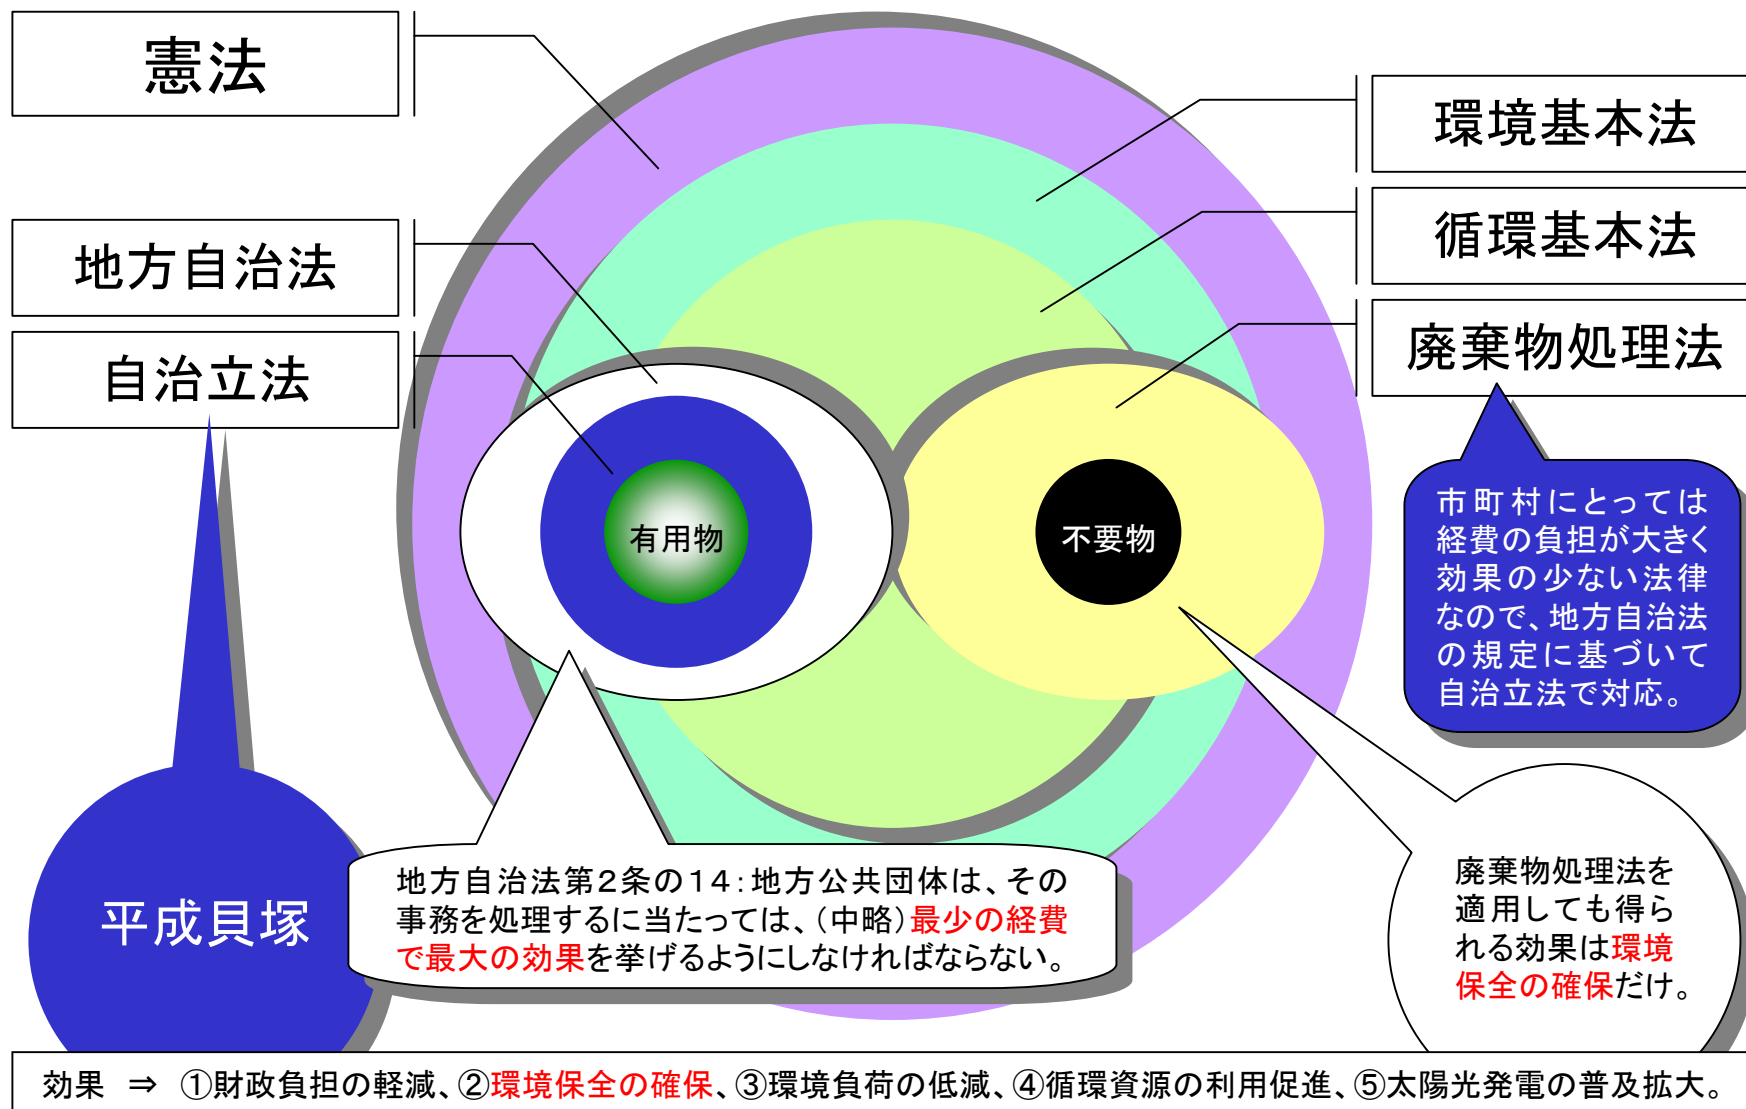 憲法
環境基本法
地方自治法
循環基本法
自治立法
廃棄物処理法
有用物
不要物
市町村にとっては
経費の負担が大きく
効果の少ない法律
なので、地方自治法
の規定に基づいて
自治立法で対応。
平成貝塚
地方自治法第２条の１４：地方公共団体は、その
事務を処理するに当たっては、（中略）最少の経費
で最大の効果を挙げるようにしなければならない。
廃棄物処理法を
適用しても得ら
れる効果は環境
保全の確保だけ。
効果 ⇒ ①財政負担の軽減、②環境保全の確保、③環境負荷の低減、④循環資源の利用促進、⑤太陽光発電の普及拡大。